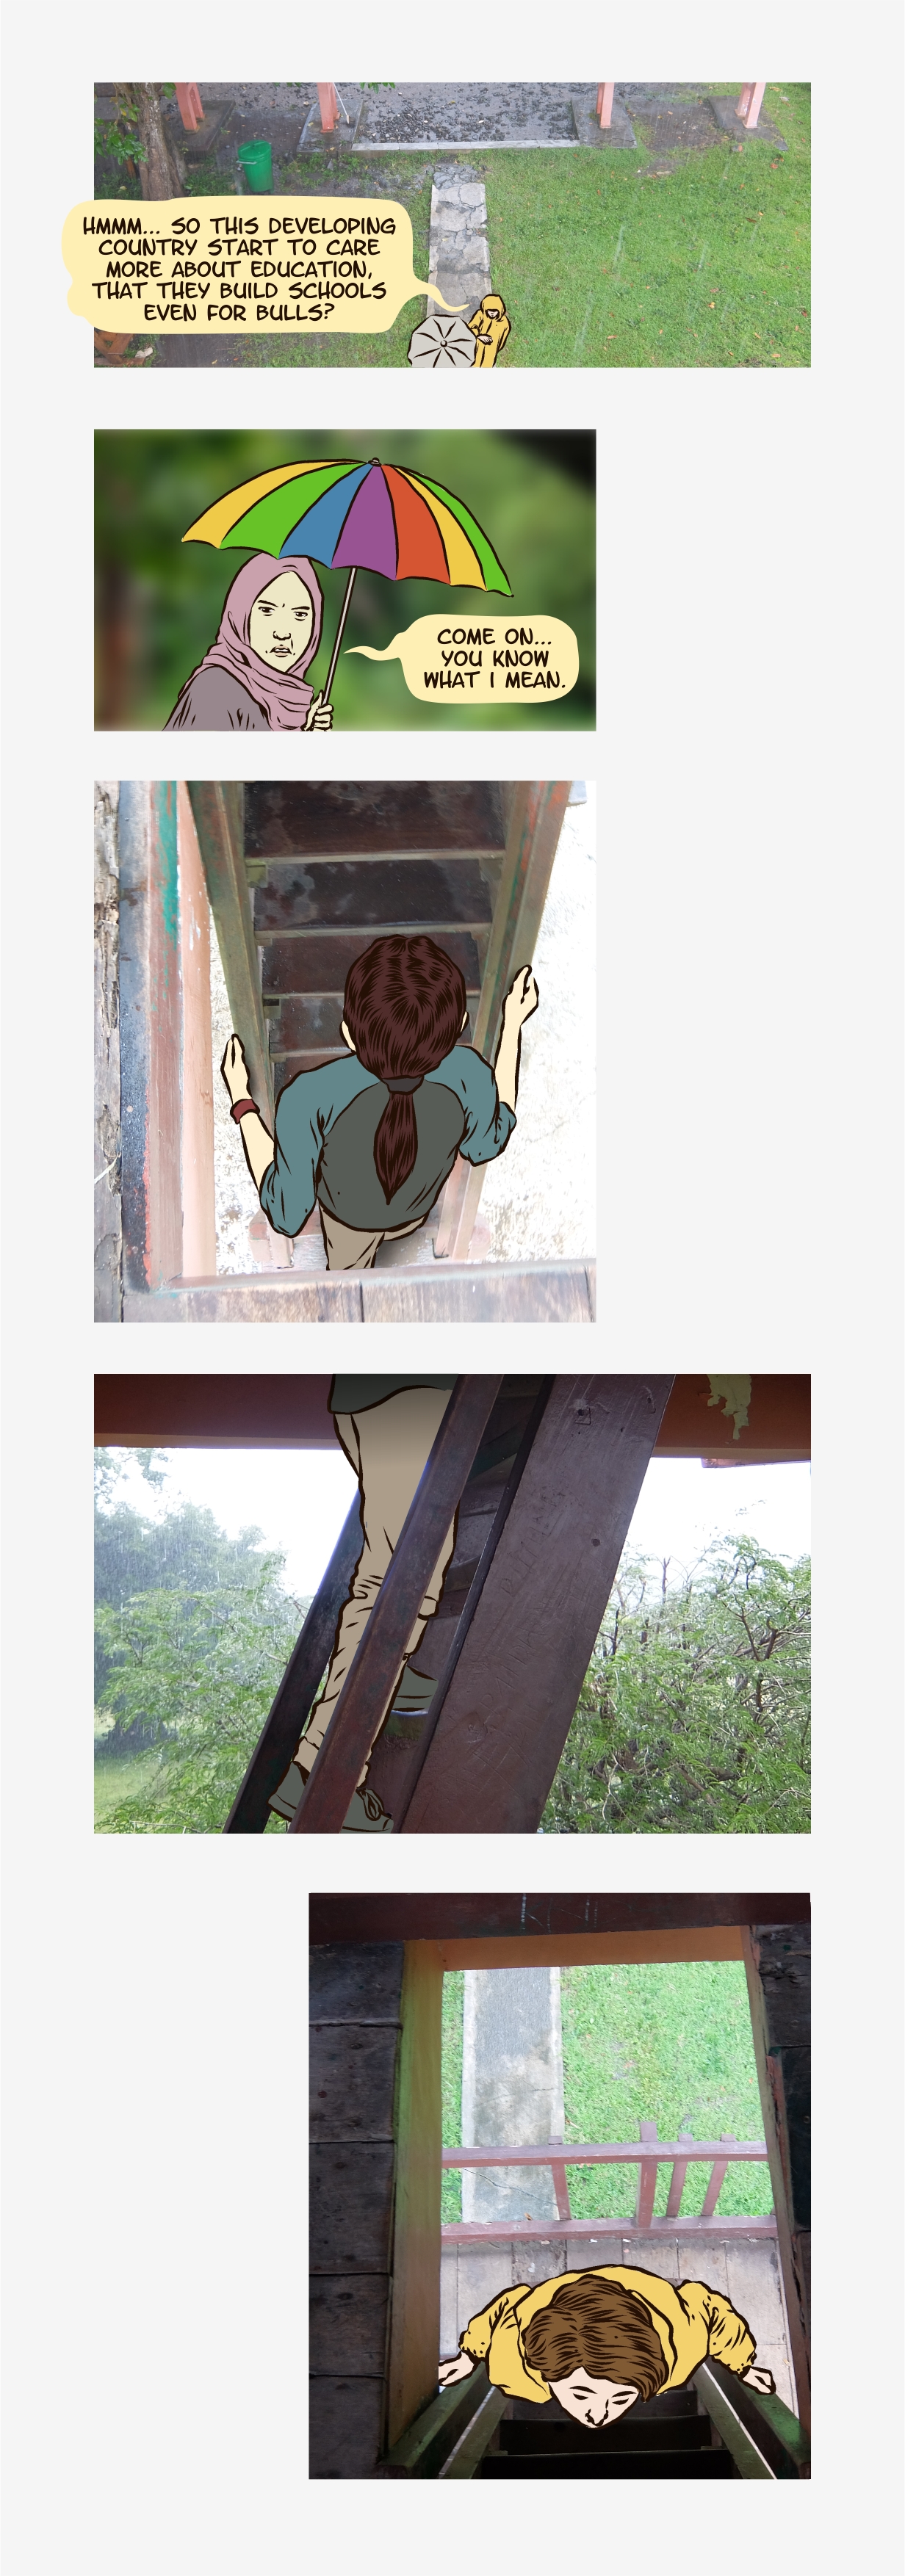 HMMM... SO THIS DEVELOPING
COUNTRY START TO CARE
MORE ABOUT EDUCATION,
THAT THEY BUILD SCHOOLS
EVEN FOR BULLS?
COME ON...
YOU KNOW
WHAT I MEAN.